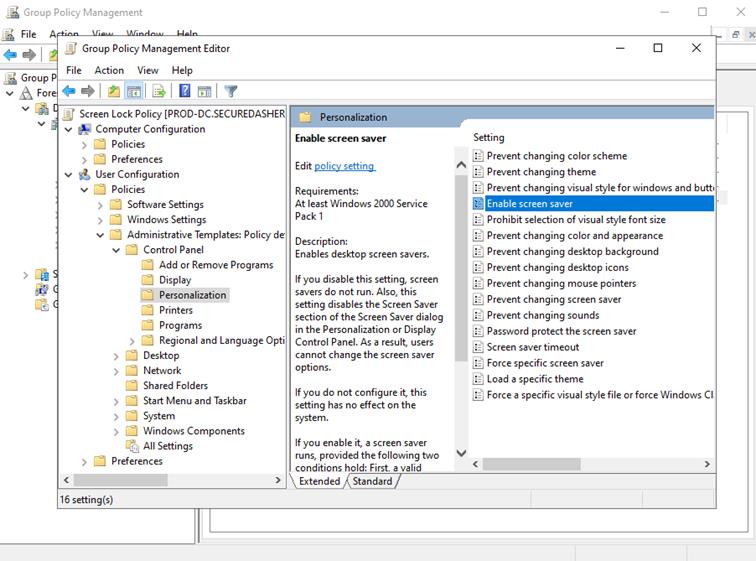 Group Policy Management
File Action View Window Help
Group P
Fore
D
S
G
G
Group Policy Management Editor
File Action View Help
Screen Lock Policy [PROD-DC.SECUREDASHER
Computer Configuration
Policies
Preferences
User Configuration
Policies
Software Settings
Windows Settings
Administrative Templates: Policy de
Control Panel
Add or Remove Programs
Display
Personalization
Printers
Programs
Regional and Language Opti
Desktop
Network
Shared Folders
Start Menu and Taskbar
System
Windows Components
All Settings
Preferences
Personalization
Enable screen saver
Edit policy setting
Requirements:
At least Windows 2000 Service
Pack 1
Description:
Enables desktop screen savers.
If you disable this setting, screen
savers do not run. Also, this
setting disables the Screen Saver
section of the Screen Saver dialog
in the Personalization or Display
Control Panel. As a result, users
cannot change the screen saver
options.
If you do not configure it, this
setting has no effect on the
system.
If you enable it, a screen saver
runs, provided the following two
conditions hold: First, a valid
Setting
Prevent changing color scheme
Prevent changing theme
Prevent changing visual style for windows and butto
Enable screen saver
Prohibit selection of visual style font size
Prevent changing color and appearance
Prevent changing desktop background
Prevent changing desktop icons
Prevent changing mouse pointers
Prevent changing screen saver
Prevent changing sounds
Password protect the screen saver
Screen saver timeout
Force specific screen saver
Load a specific theme
Force a specific visual style file or force Windows Cl
Extended Standard
16 setting(s)